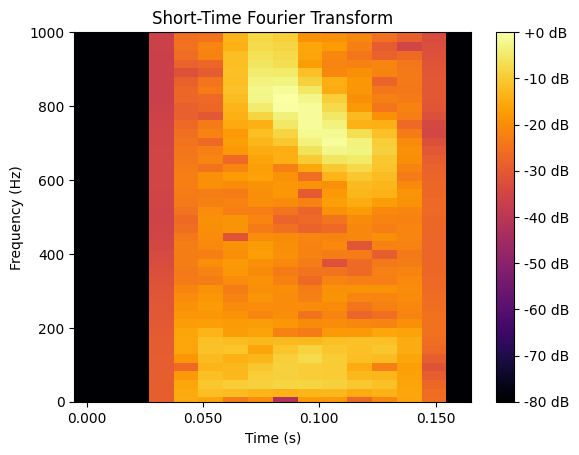 Short-Time Fourier Transform
Frequency (Hz)
1000
800
600
400
200
0
0.000
0.050
0.100
0.150
Time (s)
+0 dB
-10 dB
-20 dB
-30 dB
-40 dB
-50 dB
-60 dB
-70 dB
-80 dB